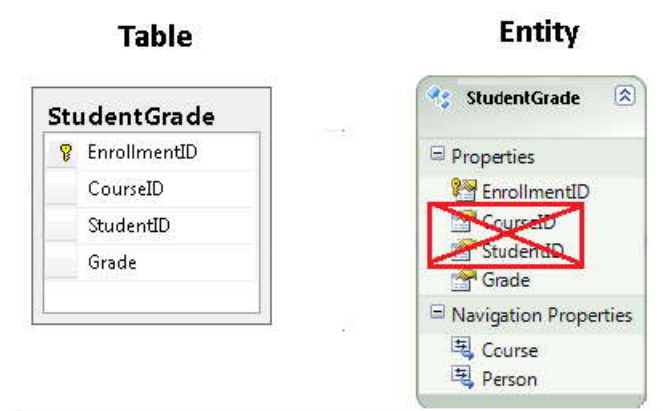 Table
Entity
StudentGrade
EnrollmentID
CourseID
StudentID
Grade
StudentGrade
Properties
EnrollmentID
CourseID
StudentID
Grade
Navigation Properties
Course
Person